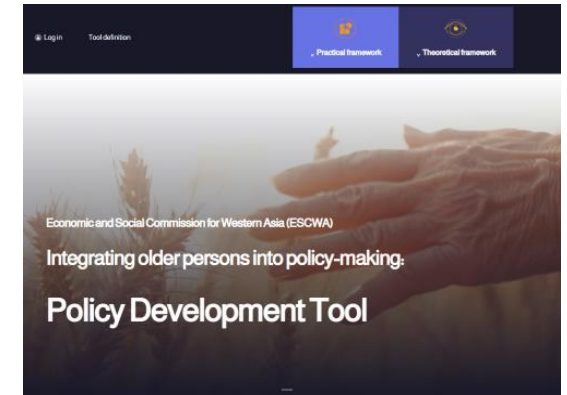 Log in
Tool definition
Practical framework
Theoretical framework
Economic and Social Commission for Western Asia (ESCWA)
Integrating older persons into policy-making:
Policy Development Tool